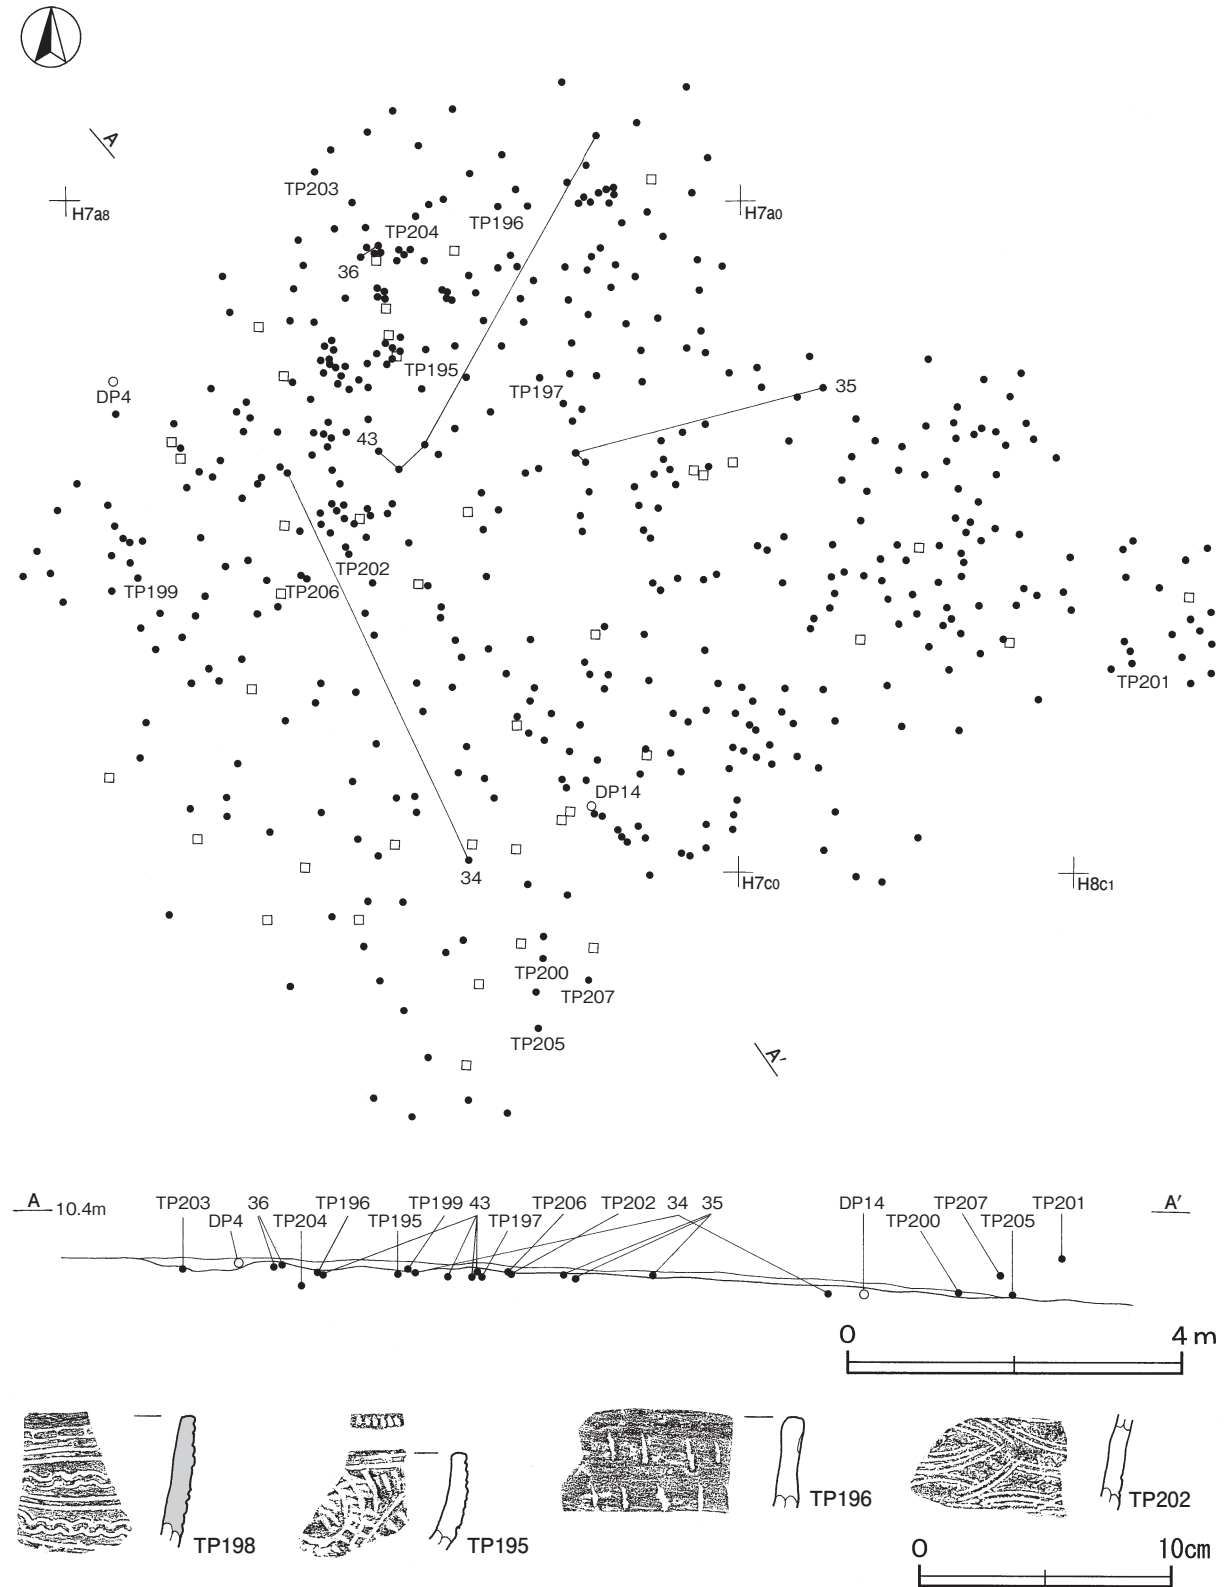 A
TP203
H7a8
TP196
H7a0
TP204
36
TP195
DP4
TP197
35
43
TP202
TP199
TP206
TP201
DP14
34
H7c0
H8c1
TP200
TP207
TP205
A′
A 10.4m TP203 36 TP196 TP199 43 TP206 TP202 34 35 DP14 TP207 TP201 A′
DP4 TP204 TP195 TP197 TP200 TP205
0 4 m
TP198 TP195 TP196 TP202
0 10cm